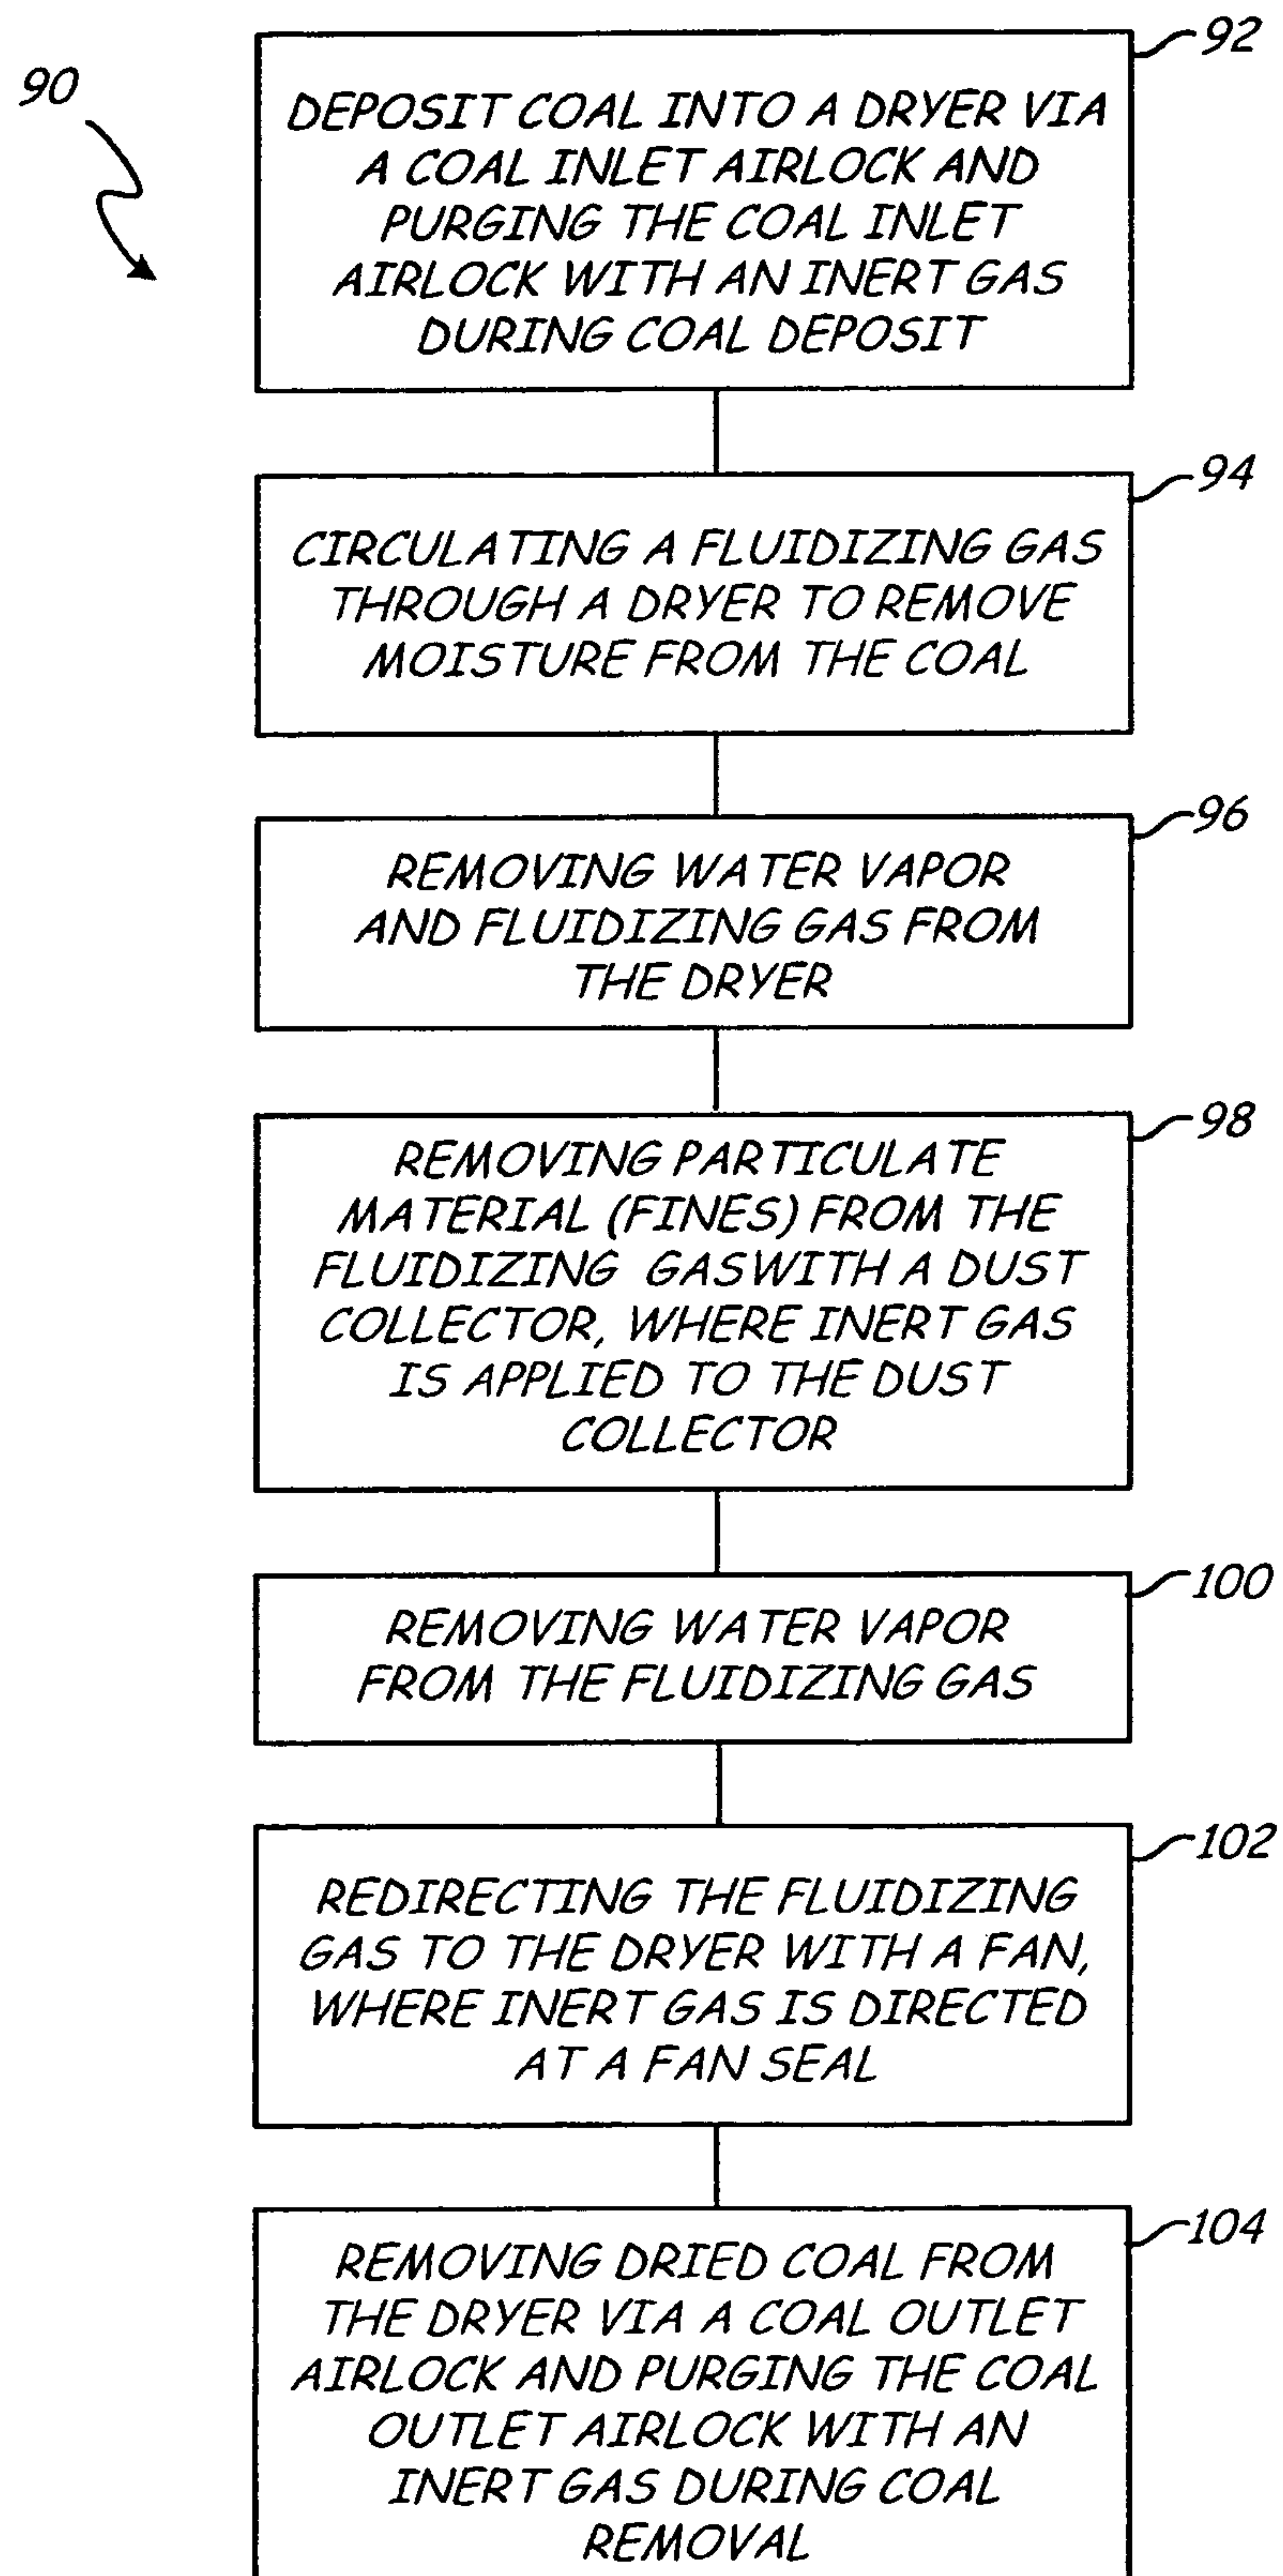 90
92
DEPOSIT COAL INTO A DRYER VIA
A COAL INLET AIRLOCK AND
PURGING THE COAL INLET
AIRLOCK WITH AN INERT GAS
DURING COAL DEPOSIT
94
CIRCULATING A FLUIDIZING GAS
THROUGH A DRYER TO REMOVE
MOISTURE FROM THE COAL
96
REMOVING WATER VAPOR
AND FLUIDIZING GAS FROM
THE DRYER
98
REMOVING PARTICULATE
MATERIAL (FINES) FROM THE
FLUIDIZING GASWITH A DUST
COLLECTOR, WHERE INERT GAS
IS APPLIED TO THE DUST
COLLECTOR
100
REMOVING WATER VAPOR
FROM THE FLUIDIZING GAS
102
REDIRECTING THE FLUIDIZING
GAS TO THE DRYER WITH A FAN,
WHERE INERT GAS IS DIRECTED
AT A FAN SEAL
104
REMOVING DRIED COAL FROM
THE DRYER VIA A COAL OUTLET
AIRLOCK AND PURGING THE COAL
OUTLET AIRLOCK WITH AN
INERT GAS DURING COAL
REMOVAL